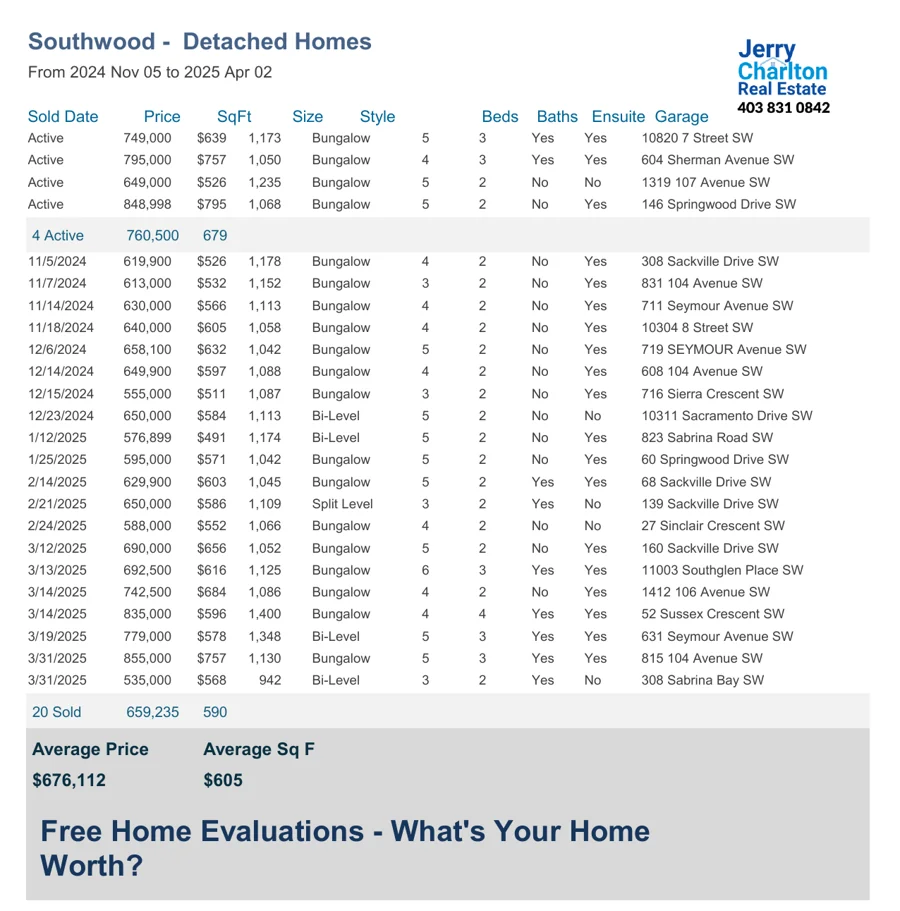 Southwood -  Detached Homes
From 2024 Nov 05 to 2025 Apr 02
Jerry
Charlton
Real Estate
403 831 0842
Sold Date Price SqFt Size Style Beds Baths Ensuite Garage
Active 749,000 $639 1,173 Bungalow 5 3 Yes Yes 10820 7 Street SW
Active 795,000 $757 1,050 Bungalow 4 3 Yes Yes 604 Sherman Avenue SW
Active 649,000 $526 1,235 Bungalow 5 2 No No 1319 107 Avenue SW
Active 848,998 $795 1,068 Bungalow 5 2 No Yes 146 Springwood Drive SW
4 Active 760,500 679
11/5/2024 619,900 $526 1,178 Bungalow 4 2 No Yes 308 Sackville Drive SW
11/7/2024 613,000 $532 1,152 Bungalow 3 2 No Yes 831 104 Avenue SW
11/14/2024 630,000 $566 1,113 Bungalow 4 2 No Yes 711 Seymour Avenue SW
11/18/2024 640,000 $605 1,058 Bungalow 4 2 No Yes 10304 8 Street SW
12/6/2024 658,100 $632 1,042 Bungalow 5 2 No Yes 719 SEYMOUR Avenue SW
12/14/2024 649,900 $597 1,088 Bungalow 4 2 No Yes 608 104 Avenue SW
12/15/2024 555,000 $511 1,087 Bungalow 3 2 No Yes 716 Sierra Crescent SW
12/23/2024 650,000 $584 1,113 Bi-Level 5 2 No No 10311 Sacramento Drive SW
1/12/2025 576,899 $491 1,174 Bi-Level 5 2 No Yes 823 Sabrina Road SW
1/25/2025 595,000 $571 1,042 Bungalow 5 2 No Yes 60 Springwood Drive SW
2/14/2025 629,900 $603 1,045 Bungalow 5 2 Yes Yes 68 Sackville Drive SW
2/21/2025 650,000 $586 1,109 Split Level 3 2 Yes No 139 Sackville Drive SW
2/24/2025 588,000 $552 1,066 Bungalow 4 2 No No 27 Sinclair Crescent SW
3/12/2025 690,000 $656 1,052 Bungalow 5 2 No Yes 160 Sackville Drive SW
3/13/2025 692,500 $616 1,125 Bungalow 6 3 Yes Yes 11003 Southglen Place SW
3/14/2025 742,500 $684 1,086 Bungalow 4 2 No Yes 1412 106 Avenue SW
3/14/2025 835,000 $596 1,400 Bungalow 4 4 Yes Yes 52 Sussex Crescent SW
3/19/2025 779,000 $578 1,348 Bi-Level 5 3 Yes Yes 631 Seymour Avenue SW
3/31/2025 855,000 $757 1,130 Bungalow 5 3 Yes Yes 815 104 Avenue SW
3/31/2025 535,000 $568 942 Bi-Level 3 2 Yes No 308 Sabrina Bay SW
20 Sold 659,235 590
Average Price Average Sq F
$676,112 $605
Free Home Evaluations - What's Your Home
Worth?